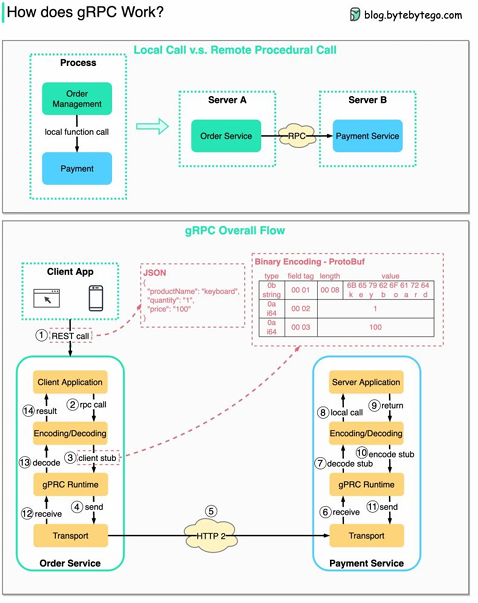 How does gRPC Work?
blog.bytebytego.com
Local Call v.s. Remote Procedural Call
Process
Order
Management
local function call
Payment
Server A
Order Service
RPC
Server B
Payment Service
gRPC Overall Flow
Client App
JSON
{
"productName": "keyboard",
"quantity": "1",
"price": "100"
}
Binary Encoding - ProtoBuf
type field tag length value
0b
string
00 01
00 08
6B 65 79 62 6F 61 72 64
k e y b o a r d
0a
i64
00 02
1
0a
i64
00 03
100
1 REST call
Client Application
14 result
2 rpc call
Encoding/Decoding
13 decode
3 client stub
gPRC Runtime
12 receive
4 send
Transport
Order Service
5
HTTP 2
Server Application
8 local call
9 return
Encoding/Decoding
7 decode stub
10 encode stub
gPRC Runtime
6 receive
11 send
Transport
Payment Service